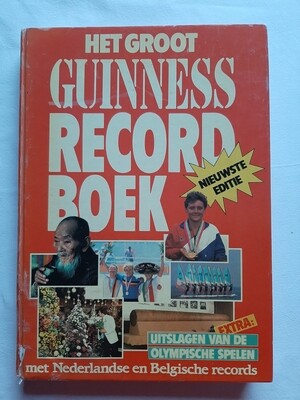 HET GROOT
GUINNESS
RECORD
BOEK
NIEUWSTE
EDITIE
EXTRA:
UITSLAGEN VAN DE
OLYMPISCHE SPELEN
met Nederlandse en Belgische records